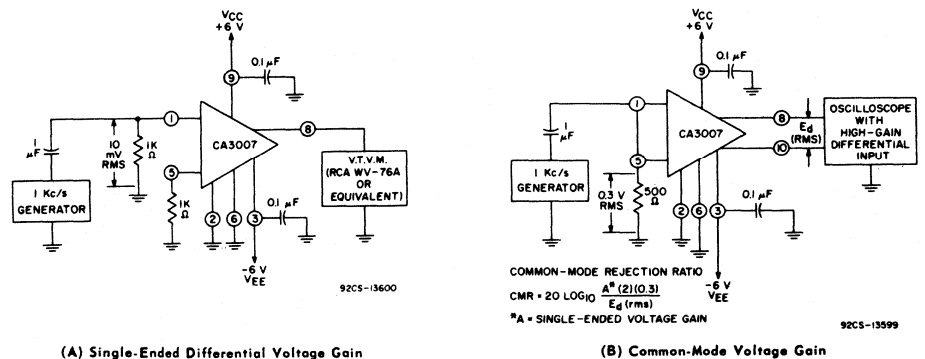 VCC
+6 V
9
0.1 µF
1
CA3007
8
1
µF
10
mV
RMS
1K
Ω
5
1 Kc/s
GENERATOR
1K
Ω
V.T.V.M.
(RCA WV-76A
OR
EQUIVALENT)
2
6
3
0.1 µF
-6 V
VEE
92CS-13600
(A) Single-Ended Differential Voltage Gain
VCC
+6 V
9
0.1 µF
1
CA3007
8
Ed
(RMS)
10
OSCILLOSCOPE
WITH
HIGH-GAIN
DIFFERENTIAL
INPUT
1
µF
5
1 Kc/s
GENERATOR
0.3 V
RMS
500
Ω
2
6
3
0.1 µF
-6 V
VEE
COMMON-MODE REJECTION RATIO
CMR = 20 LOG10 A*(2)(0.3) / Ed (rms)
*A = SINGLE-ENDED VOLTAGE GAIN
92CS-13599
(B) Common-Mode Voltage Gain